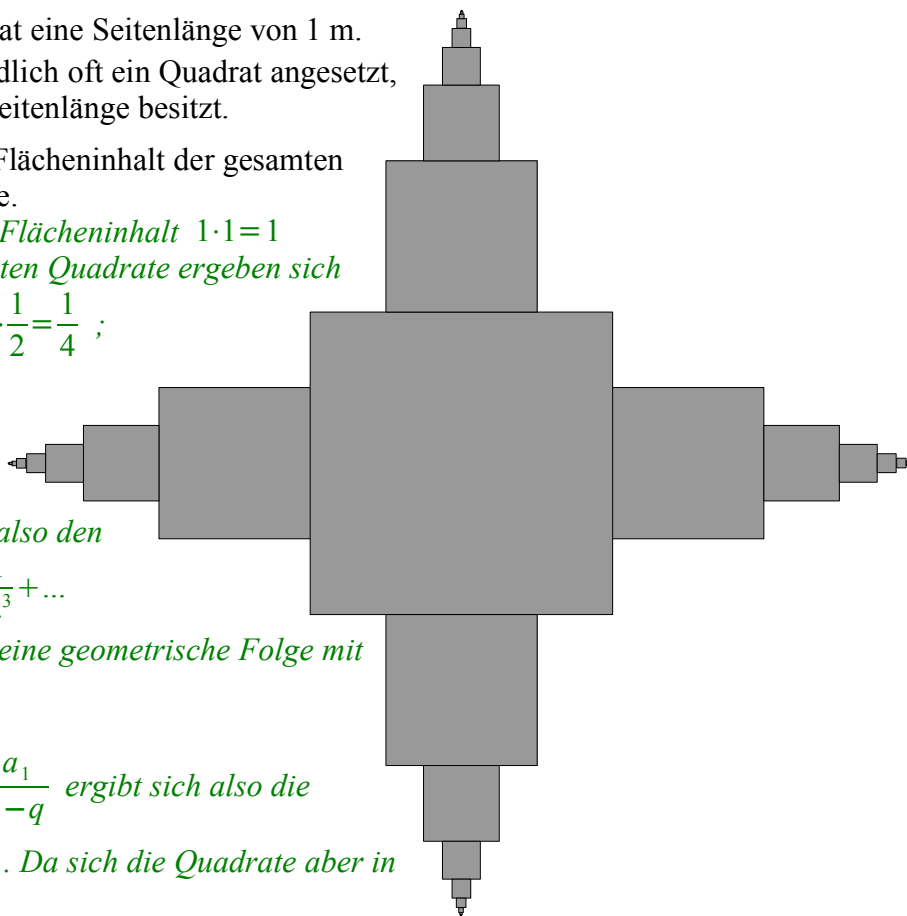 at eine Seitenlänge von 1 m.
dlich oft ein Quadrat angesetzt,
eitenlänge besitzt.
Flächeninhalt der gesamten
e.
Flächeninhalt 1·1=1
ten Quadrate ergeben sich
·1/2=1/4 ;
also den
3+...
eine geometrische Folge mit
a₁/−q ergibt sich also die
. Da sich die Quadrate aber in